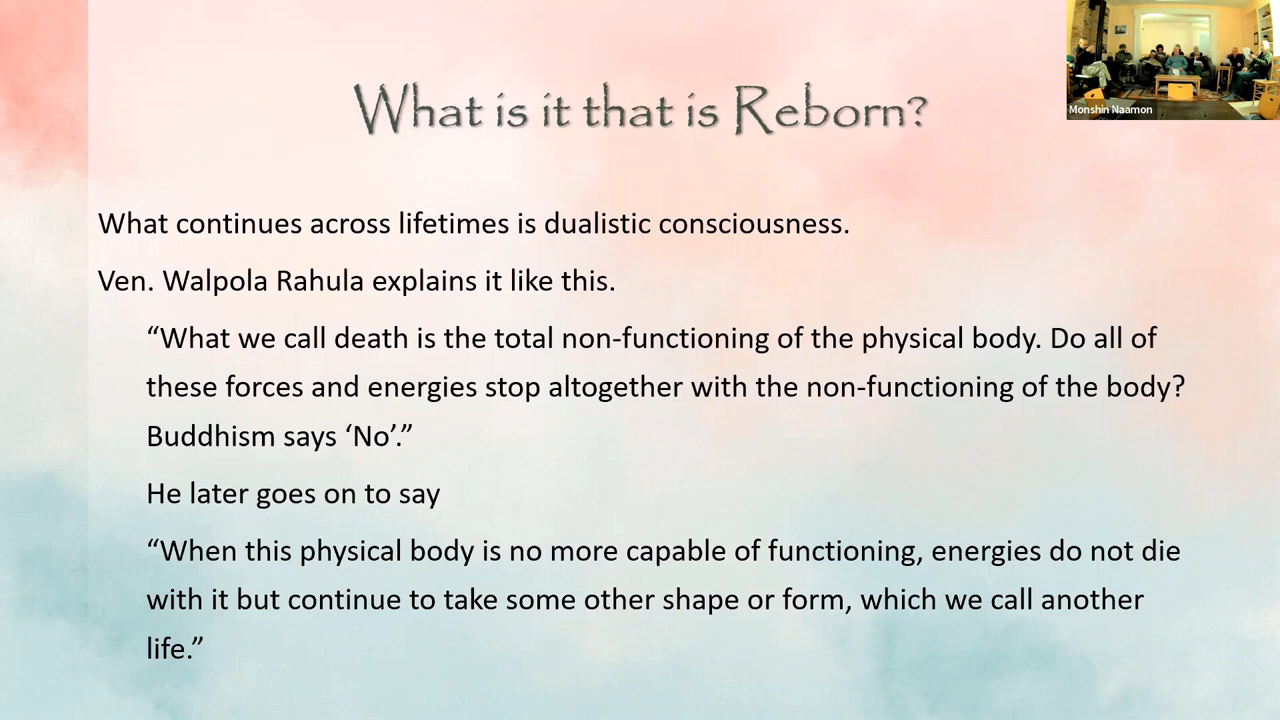 Monshin Naamon
What is it that is Reborn?
What continues across lifetimes is dualistic consciousness.
Ven. Walpola Rahula explains it like this.
“What we call death is the total non-functioning of the physical body. Do all of
these forces and energies stop altogether with the non-functioning of the body?
Buddhism says ‘No’.”
He later goes on to say
“When this physical body is no more capable of functioning, energies do not die
with it but continue to take some other shape or form, which we call another
life.”